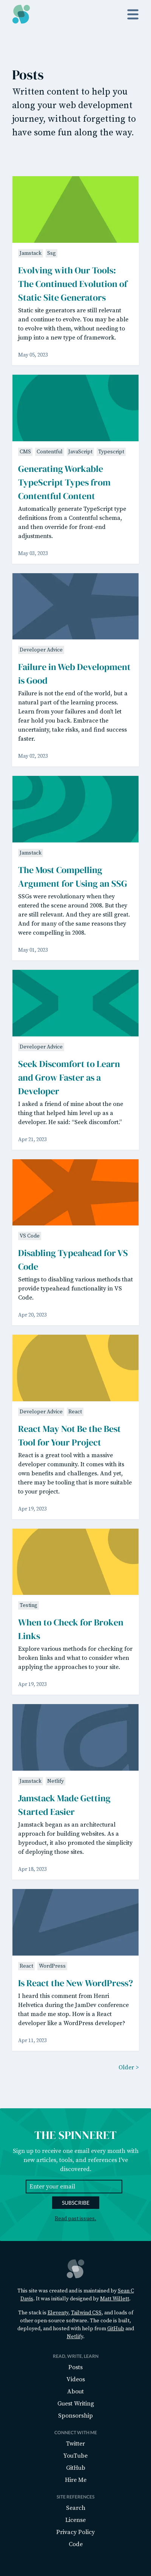 Posts
Written content to help you
along your web development
journey, without forgetting to
have some fun along the way.
Jamstack Ssg
Evolving with Our Tools:
The Continued Evolution of
Static Site Generators
Static site generators are still relevant
and continue to evolve. You may be able
to evolve with them, without having to
jump into a new type of framework.
May 05, 2023
CMS Contentful JavaScript Typescript
Generating Workable
TypeScript Types from
Contentful Content
Automatically generate TypeScript type
definitions from a Contentful schema,
and then override for front-end
adjustments.
May 03, 2023
Developer Advice
Failure in Web Development
is Good
Failure is not the end of the world, but a
natural part of the learning process.
Learn from your failures and don't let
fear hold you back. Embrace the
uncertainty, take risks, and find success
faster.
May 02, 2023
Jamstack
The Most Compelling
Argument for Using an SSG
SSGs were revolutionary when they
entered the scene around 2008. But they
are still relevant. And they are still great.
And for many of the same reasons they
were compelling in 2008.
May 01, 2023
Developer Advice
Seek Discomfort to Learn
and Grow Faster as a
Developer
I asked a friend of mine about the one
thing that helped him level up as a
developer. He said: “Seek discomfort.”
Apr 21, 2023
VS Code
Disabling Typeahead for VS
Code
Settings to disabling various methods that
provide typeahead functionality in VS
Code.
Apr 20, 2023
Developer Advice React
React May Not Be the Best
Tool for Your Project
React is a great tool with a massive
developer community. It comes with its
own benefits and challenges. And yet,
there may be tooling that is more suitable
to your project.
Apr 19, 2023
Testing
When to Check for Broken
Links
Explore various methods for checking for
broken links and what to consider when
applying the approaches to your site.
Apr 19, 2023
Jamstack Netlify
Jamstack Made Getting
Started Easier
Jamstack began as an architectural
approach for building websites. As a
byproduct, it also promoted the simplicity
of deploying those sites.
Apr 18, 2023
React WordPress
Is React the New WordPress?
I heard this comment from Henri
Helvetica during the JamDev conference
that made me stop. How is a React
developer like a WordPress developer?
Apr 13, 2023
Older >
THE SPINNERET
Sign up to receive one email every month with
new articles, tools, and references I've
discovered.
Enter your email
SUBSCRIBE
Read past issues.
This site was created and is maintained by Sean C
Davis. It was initially designed by Matt Willett.
The stack is Eleventy, Tailwind CSS, and loads of
other open-source software. The code is built,
deployed, and hosted with help from GitHub and
Netlify.
READ, WRITE, LEARN
Posts
Videos
About
Guest Writing
Sponsorship
CONNECT WITH ME
Twitter
YouTube
GitHub
Hire Me
SITE REFERENCES
Search
License
Privacy Policy
Code